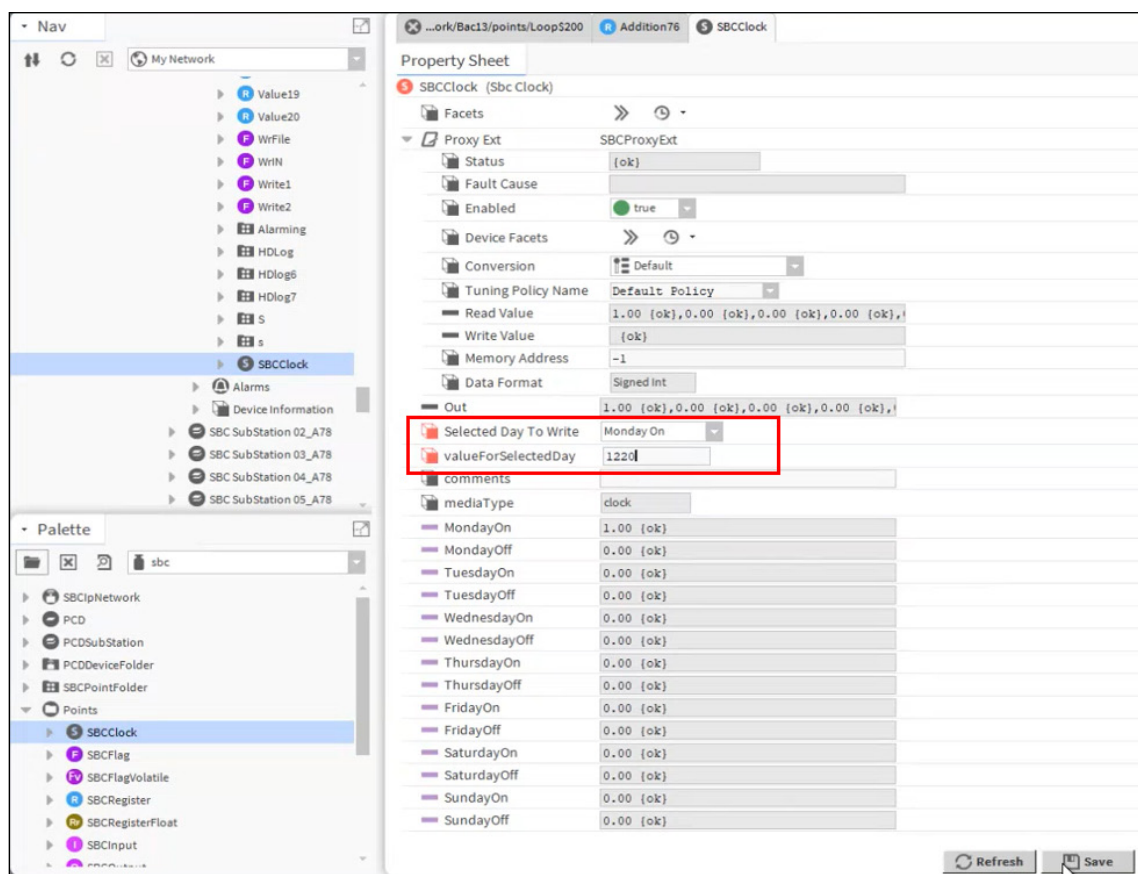 Nav
My Network
Value19
Value20
WrFile
WrIN
Write1
Write2
Alarming
HDLog
HDlog6
HDlog7
S
s
SBCClock
Alarms
Device Information
SBC SubStation 02_A78
SBC SubStation 03_A78
SBC SubStation 04_A78
SBC SubStation 05_A78
Palette
sbc
SBCIpNetwork
PCD
PCDSubStation
PCDDeviceFolder
SBCPointFolder
Points
SBCClock
SBCFlag
SBCFlagVolatile
SBCRegister
SBCRegisterFloat
SBCInput
...ork/Bac13/points/Loop$200 Addition76 SBCClock
Property Sheet
SBCClock (Sbc Clock)
Facets
Proxy Ext SBCProxyExt
Status {ok}
Fault Cause
Enabled true
Device Facets
Conversion Default
Tuning Policy Name Default Policy
Read Value 1.00 {ok},0.00 {ok},0.00 {ok},0.00 {ok},
Write Value {ok}
Memory Address -1
Data Format Signed Int
Out 1.00 {ok},0.00 {ok},0.00 {ok},0.00 {ok},
Selected Day To Write Monday On
valueForSelectedDay 1220
comments
mediaType clock
MondayOn 1.00 {ok}
MondayOff 0.00 {ok}
TuesdayOn 0.00 {ok}
TuesdayOff 0.00 {ok}
WednesdayOn 0.00 {ok}
WednesdayOff 0.00 {ok}
ThursdayOn 0.00 {ok}
ThursdayOff 0.00 {ok}
FridayOn 0.00 {ok}
FridayOff 0.00 {ok}
SaturdayOn 0.00 {ok}
SaturdayOff 0.00 {ok}
SundayOn 0.00 {ok}
SundayOff 0.00 {ok}
Refresh Save